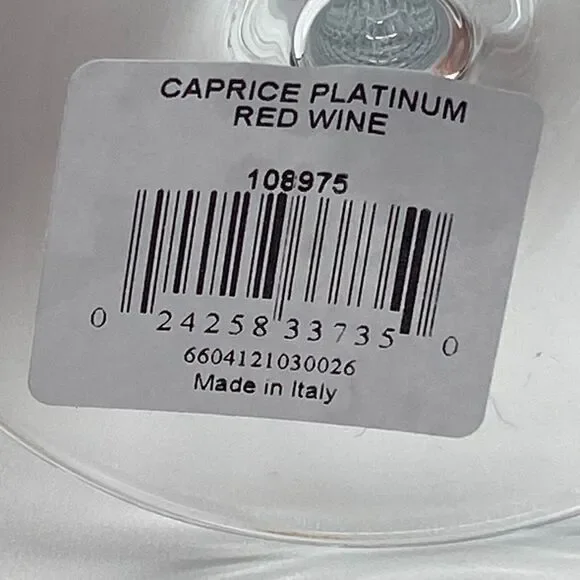 CAPRICE PLATINUM
RED WINE
108975
0 24258 33735 0
6604121030026
Made in Italy